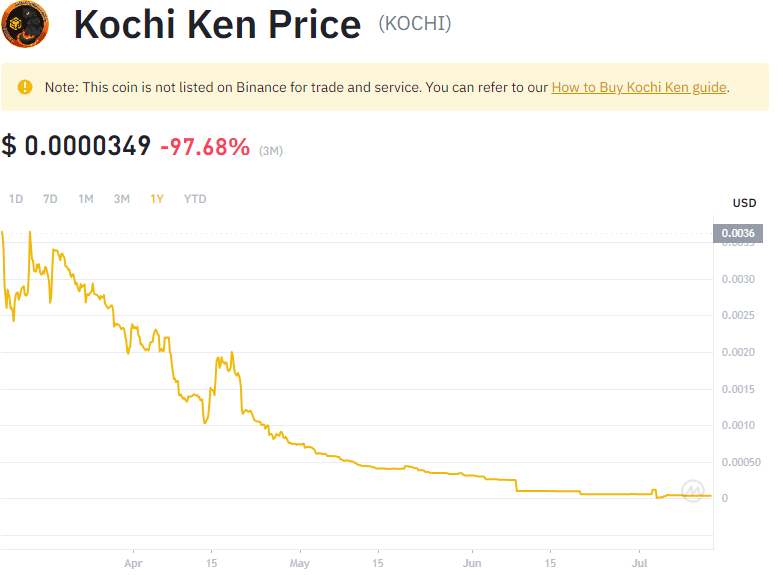 Kochi Ken Price (KOCHI)
Note: This coin is not listed on Binance for trade and service. You can refer to our How to Buy Kochi Ken guide.
$ 0.0000349 -97.68% (3M)
1D 7D 1M 3M 1Y YTD
USD
0.0036
0.0030
0.0025
0.0020
0.0015
0.0010
0.00050
0
Apr 15 May 15 Jun 15 Jul